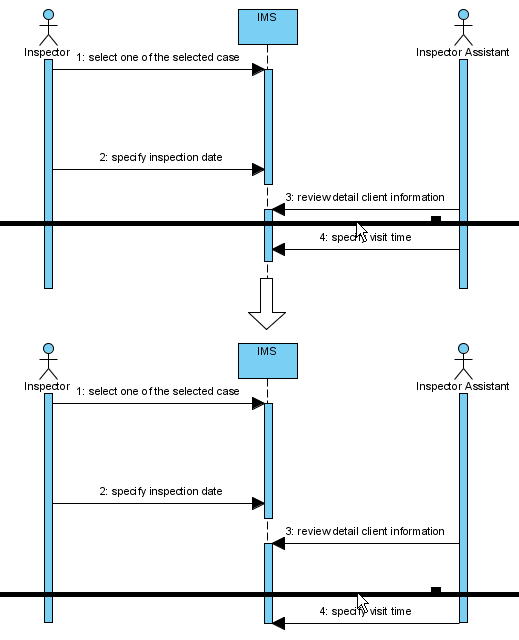 IMS
Inspector
Inspector Assistant
1: select one of the selected case
2: specify inspection date
3: review detail client information
4: specify visit time
IMS
Inspector
Inspector Assistant
1: select one of the selected case
2: specify inspection date
3: review detail client information
4: specify visit time